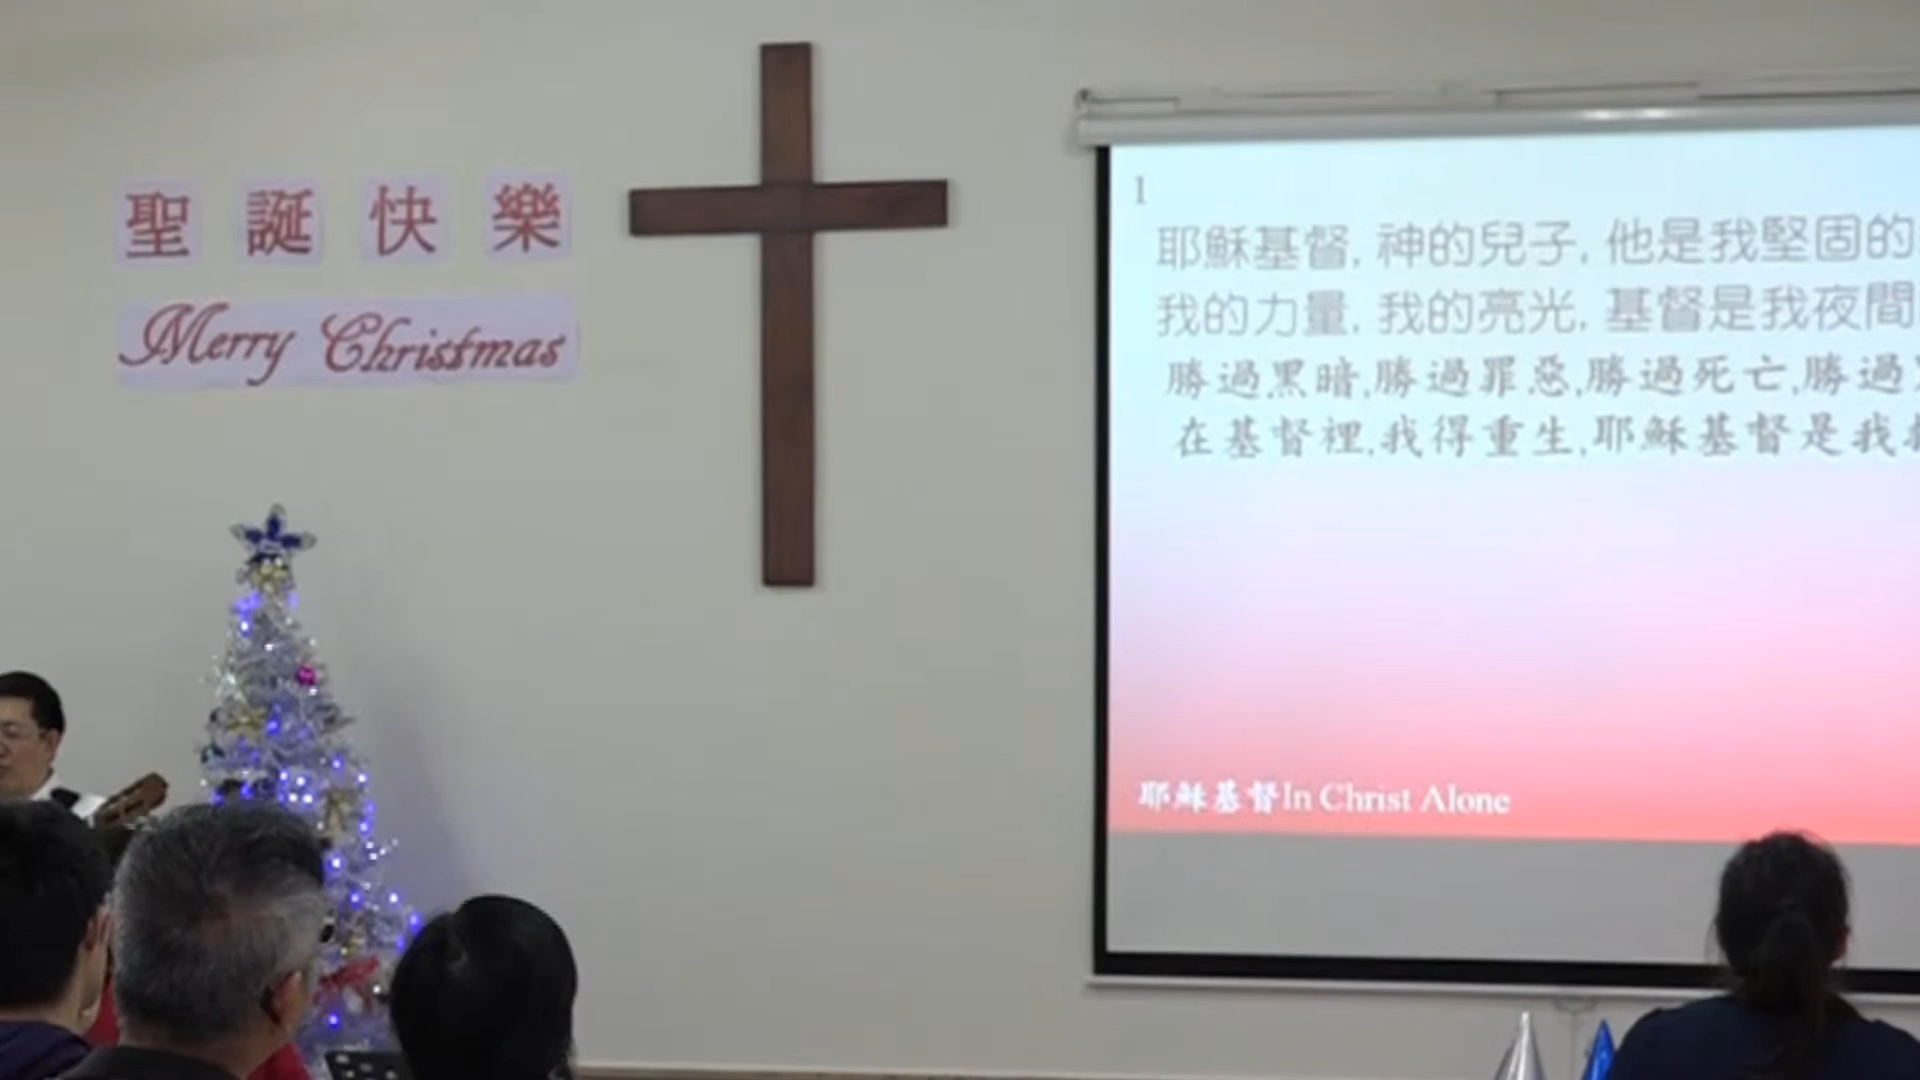 聖誕快樂
Merry Christmas
1
耶穌基督, 神的兒子, 他是我堅固的
我的力量, 我的亮光, 基督是我夜間
勝過黑暗,勝過罪惡,勝過死亡,勝過
在基督裡,我得重生,耶穌基督是我
耶穌基督In Christ Alone